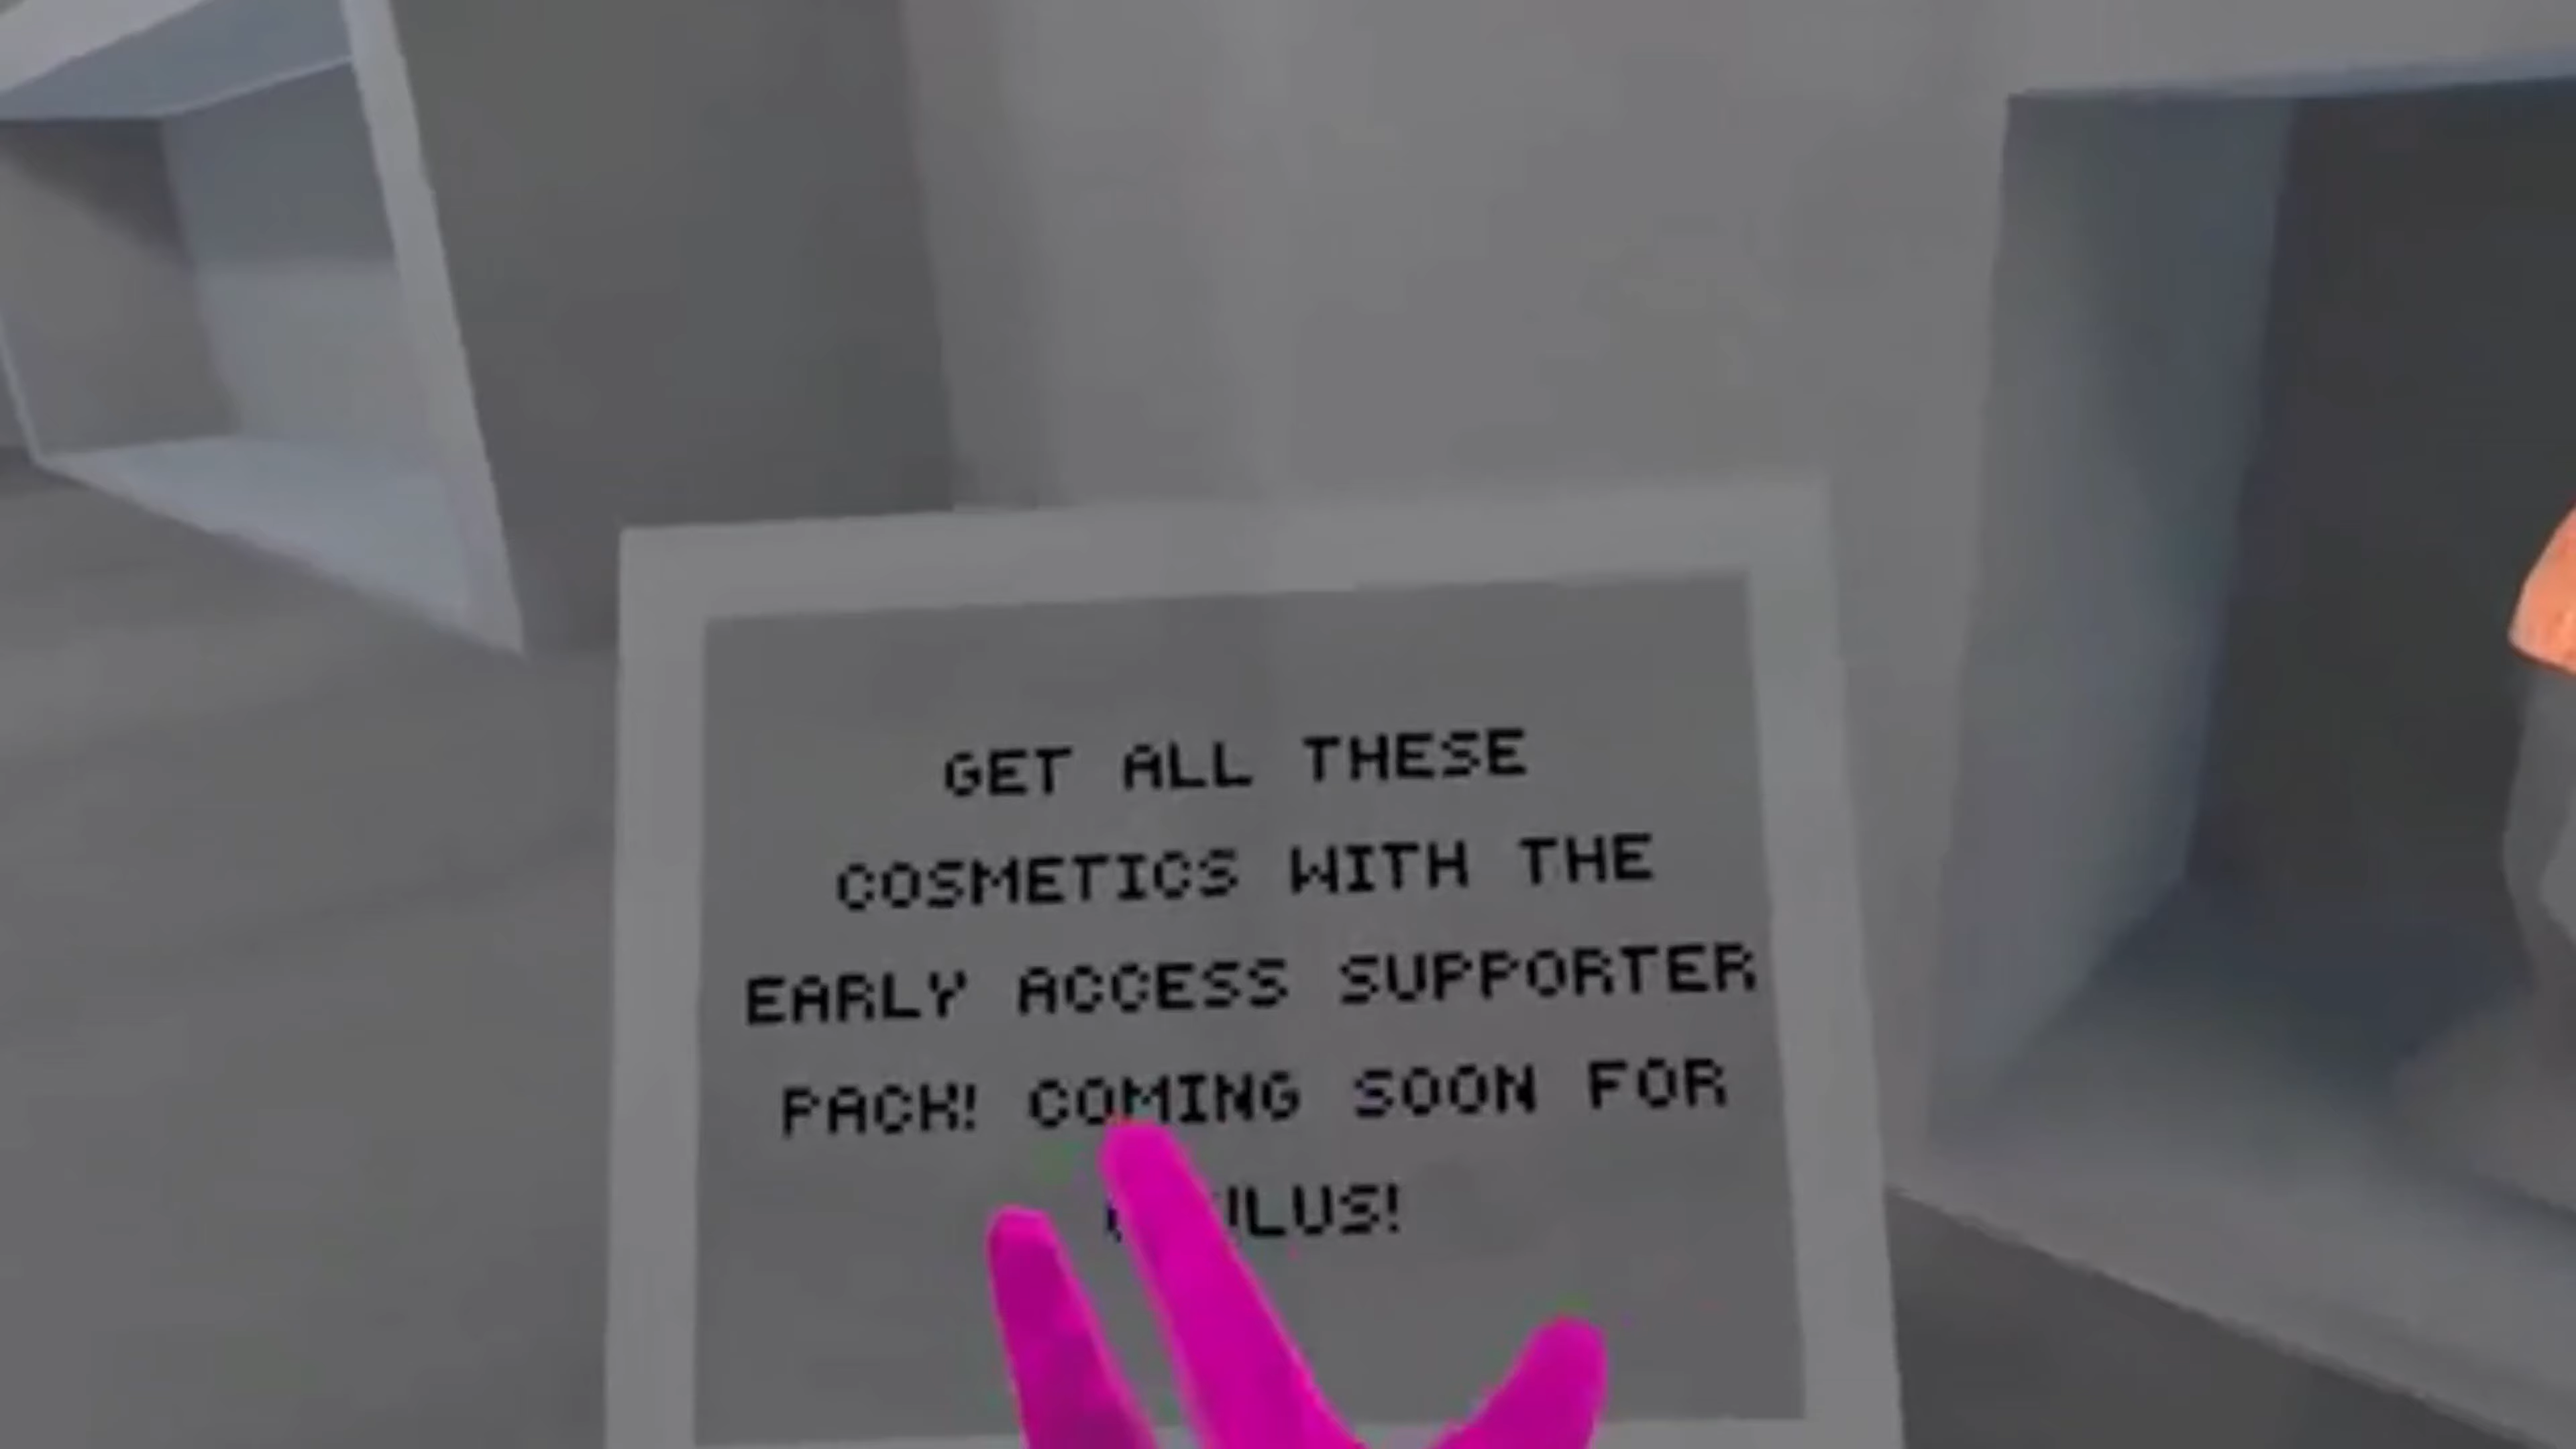 GET ALL THESE
COSMETICS WITH THE
EARLY ACCESS SUPPORTER
PACK! COMING SOON FOR